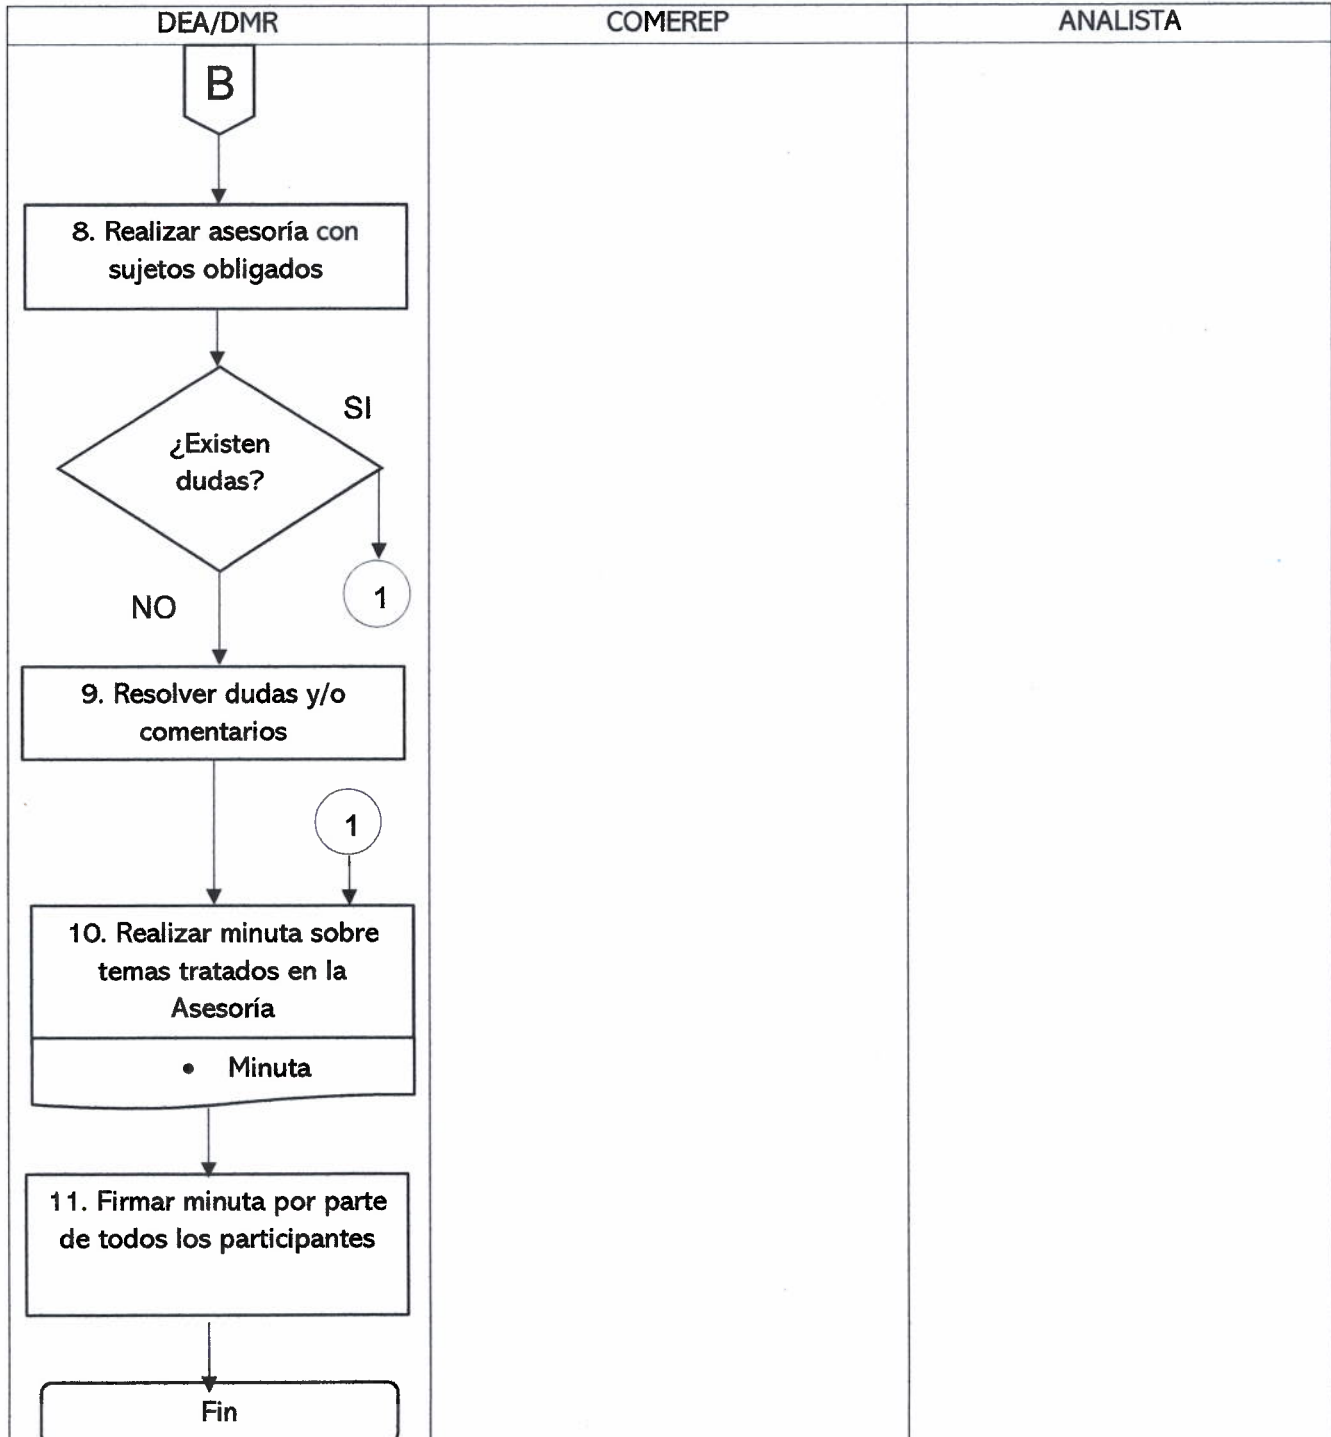 DEA/DMR
COMEREP
ANALISTA
B
8. Realizar asesoría con
sujetos obligados
SI
¿Existen
dudas?
1
NO
9. Resolver dudas y/o
comentarios
1
10. Realizar minuta sobre
temas tratados en la
Asesoría
• Minuta
11. Firmar minuta por parte
de todos los participantes
Fin